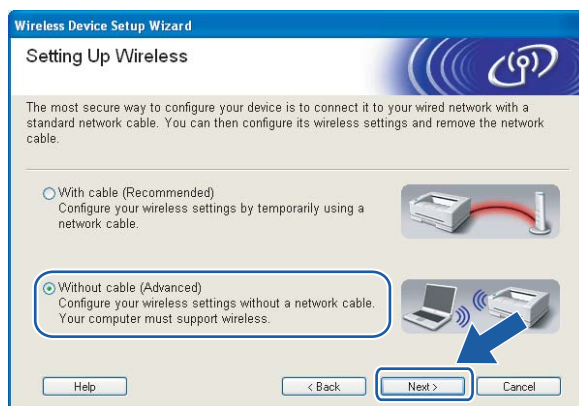 Wireless Device Setup Wizard
Setting Up Wireless
The most secure way to configure your device is to connect it to your wired network with a
standard network cable. You can then configure its wireless settings and remove the network
cable.
With cable (Recommended)
Configure your wireless settings by temporarily using a
network cable.
Without cable (Advanced)
Configure your wireless settings without a network cable.
Your computer must support wireless.
Help
< Back
Next >
Cancel